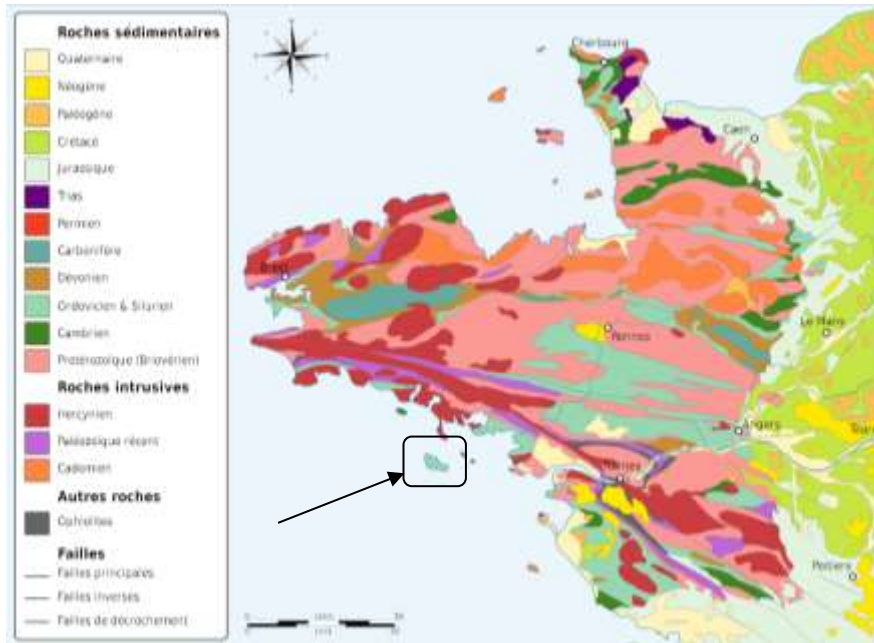 Roches sédimentaires
Quaternaire
Néogène
Paléogène
Crétacé
Jurassique
Trias
Permien
Carbonifère
Dévonien
Ordovicien & Silurien
Cambrien
Protérozoïque (Briovérien)
Roches intrusives
Hercynien
Paléozoïque récent
Cadomien
Autres roches
Ophiolites
Failles
Failles principales
Failles inverses
Failles de décrochement
Cherbourg
Caen
Brest
Rennes
Le Mans
Angers
Nantes
Poitiers